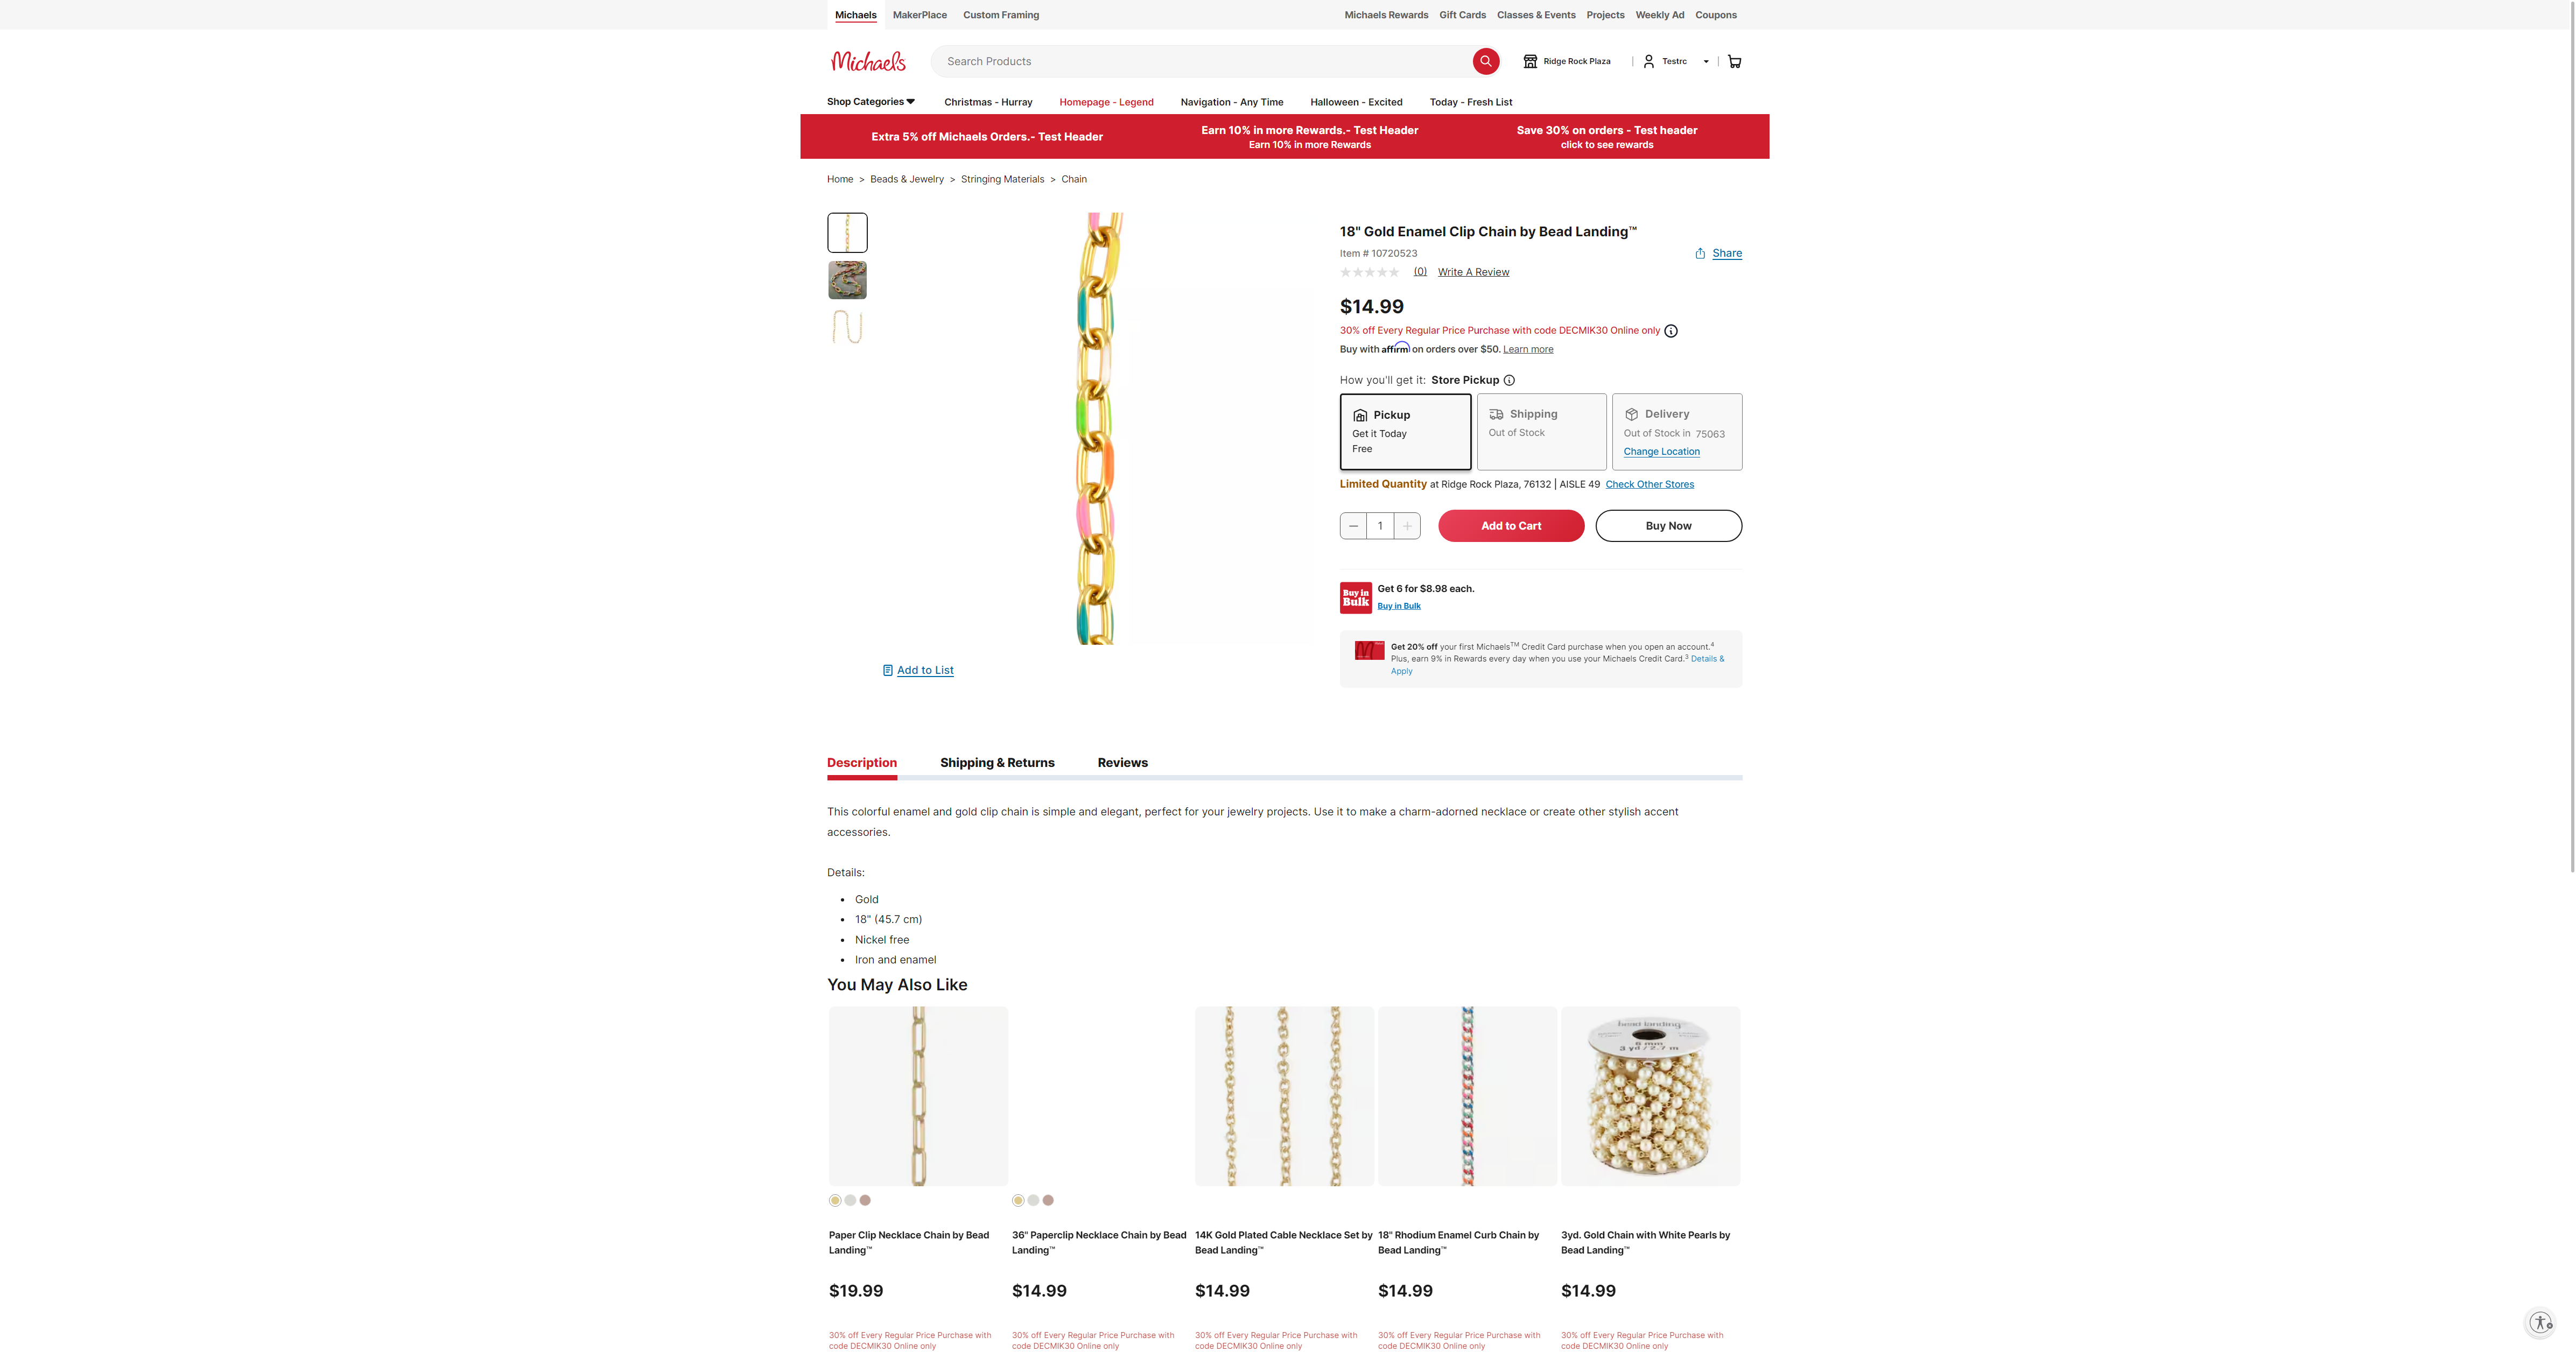 Michaels MakerPlace Custom Framing Michaels Rewards Gift Cards Classes & Events Projects Weekly Ad Coupons
Michaels Search Products Ridge Rock Plaza | Testrc |
Shop Categories Christmas - Hurray Homepage - Legend Navigation - Any Time Halloween - Excited Today - Fresh List
Extra 5% off Michaels Orders.- Test Header
Earn 10% in more Rewards.- Test Header
Earn 10% in more Rewards
Save 30% on orders - Test header
click to see rewards
Home > Beads & Jewelry > Stringing Materials > Chain
18" Gold Enamel Clip Chain by Bead Landing™
Item # 10720523 Share
(0) Write A Review
$14.99
30% off Every Regular Price Purchase with code DECMIK30 Online only
Buy with affirm on orders over $50. Learn more
How you'll get it: Store Pickup
Pickup
Get it Today
Free
Shipping
Out of Stock
Delivery
Out of Stock in 75063
Change Location
Limited Quantity at Ridge Rock Plaza, 76132 | AISLE 49 Check Other Stores
1 Add to Cart Buy Now
Buy in
Bulk
Get 6 for $8.98 each.
Buy in Bulk
Get 20% off your first Michaels™ Credit Card purchase when you open an account.⁴
Plus, earn 9% in Rewards every day when you use your Michaels Credit Card.³ Details &
Apply
Add to List
Description Shipping & Returns Reviews
This colorful enamel and gold clip chain is simple and elegant, perfect for your jewelry projects. Use it to make a charm-adorned necklace or create other stylish accent
accessories.
Details:
• Gold
• 18" (45.7 cm)
• Nickel free
• Iron and enamel
You May Also Like
bead landing
8 mm
3 yd / 2.7 m
Paper Clip Necklace Chain by Bead
Landing™
$19.99
30% off Every Regular Price Purchase with
code DECMIK30 Online only
36" Paperclip Necklace Chain by Bead
Landing™
$14.99
30% off Every Regular Price Purchase with
code DECMIK30 Online only
14K Gold Plated Cable Necklace Set by
Bead Landing™
$14.99
30% off Every Regular Price Purchase with
code DECMIK30 Online only
18" Rhodium Enamel Curb Chain by
Bead Landing™
$14.99
30% off Every Regular Price Purchase with
code DECMIK30 Online only
3yd. Gold Chain with White Pearls by
Bead Landing™
$14.99
30% off Every Regular Price Purchase with
code DECMIK30 Online only